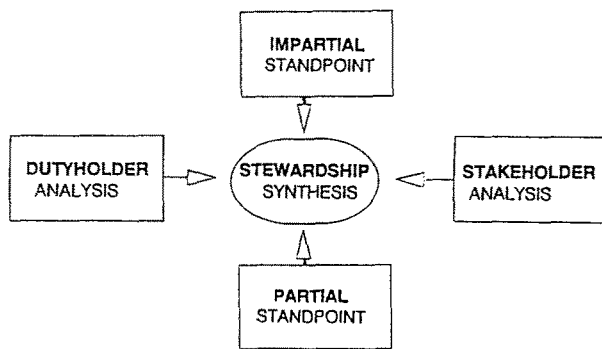 IMPARTIAL
STANDPOINT
DUTYHOLDER
ANALYSIS
STEWARDSHIP
SYNTHESIS
STAKEHOLDER
ANALYSIS
PARTIAL
STANDPOINT